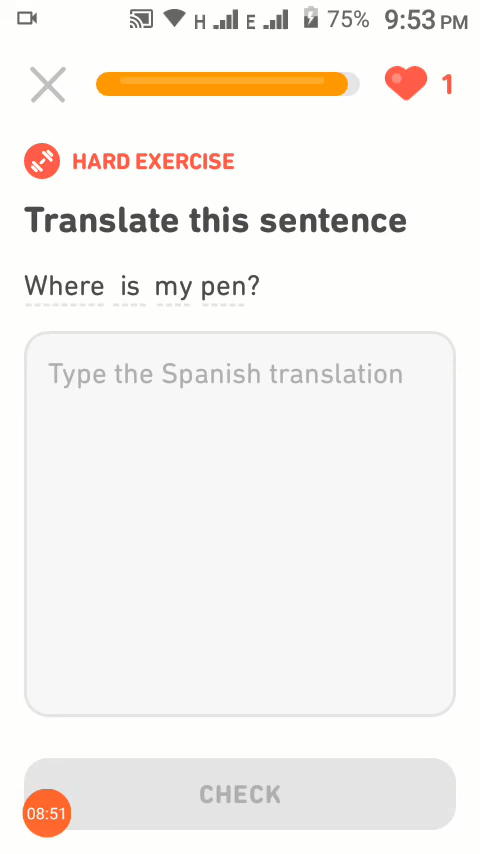 H E 75% 9:53 PM
1
HARD EXERCISE
Translate this sentence
Where is my pen?
Type the Spanish translation
CHECK
08:51